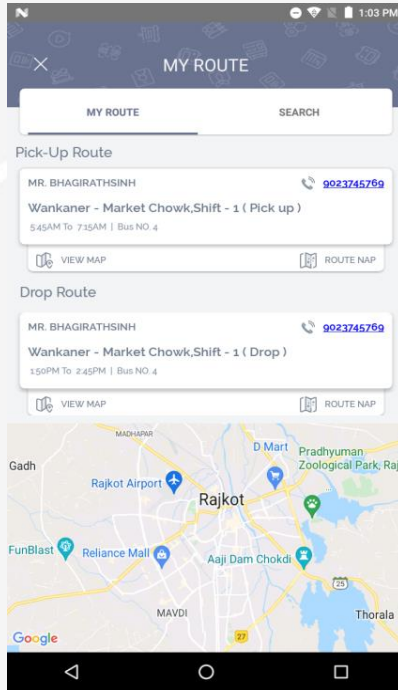 1:03 PM
MY ROUTE
MY ROUTE SEARCH
Pick-Up Route
MR. BHAGIRATHSINH 9023745769
Wankaner - Market Chowk,Shift - 1 ( Pick up )
5:45AM To 7:15AM | Bus NO. 4
VIEW MAP ROUTE NAP
Drop Route
MR. BHAGIRATHSINH 9023745769
Wankaner - Market Chowk,Shift - 1 ( Drop )
1:50PM To 2:45PM | Bus NO. 4
VIEW MAP ROUTE NAP
MADHAPAR
D Mart
Pradhyuman
Zoological Park, Raj
Gadh
Rajkot Airport
Rajkot
FunBlast
Reliance Mall
Aaji Dam Chokdi
25
MAVDI
Thorala
27
Google